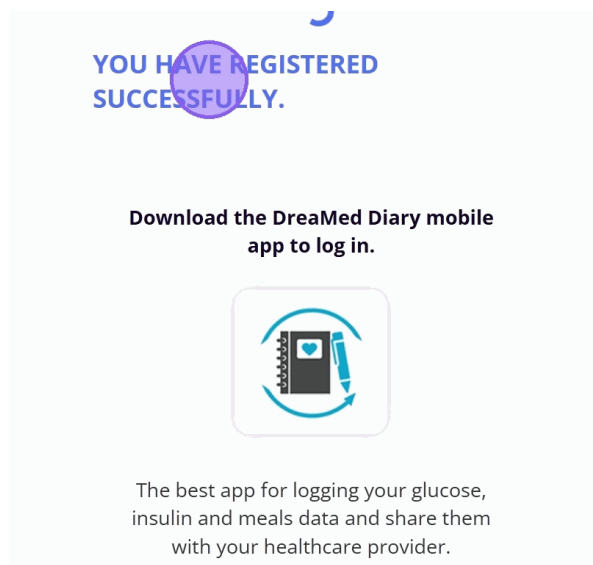 YOU HAVE REGISTERED
SUCCESSFULLY.
Download the DreaMed Diary mobile
app to log in.
The best app for logging your glucose,
insulin and meals data and share them
with your healthcare provider.